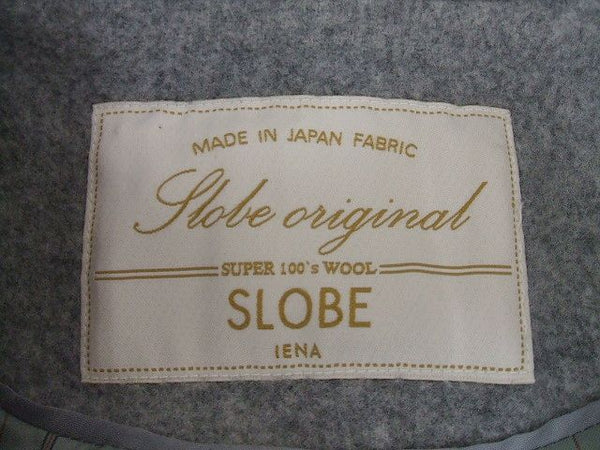 MADE IN JAPAN FABRIC
Slobe original
SUPER 100's WOOL
SLOBE
IENA